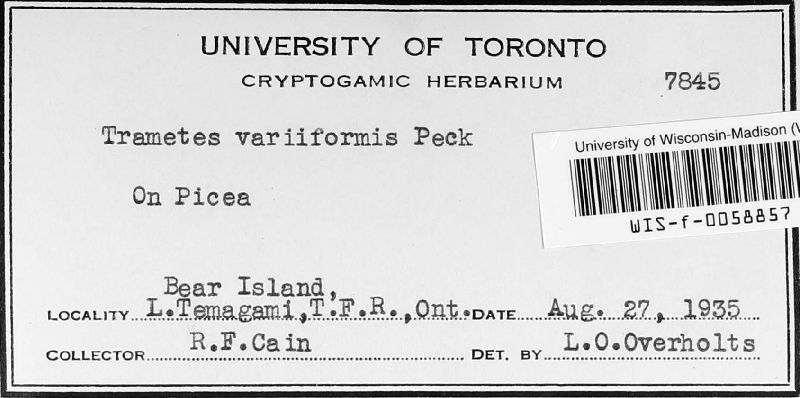 UNIVERSITY OF TORONTO
CRYPTOGAMIC HERBARIUM 7845
Trametes variiformis Peck
University of Wisconsin-Madison
On Picea
WIS-f-0058857
Bear Island,
LOCALITY L.Temagami,T.F.R.,Ont. DATE Aug. 27, 1935
COLLECTOR R.F.Cain DET. BY L.O.Overholts